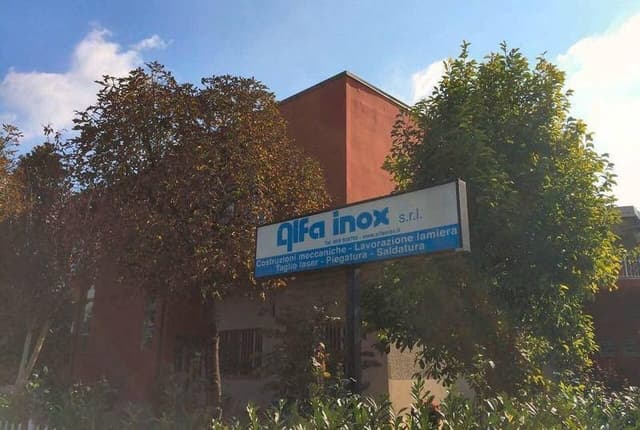 alfa inox s.r.l.
Costruzioni meccaniche - Lavorazione lamiera
Taglio laser - Piegatura - Saldatura